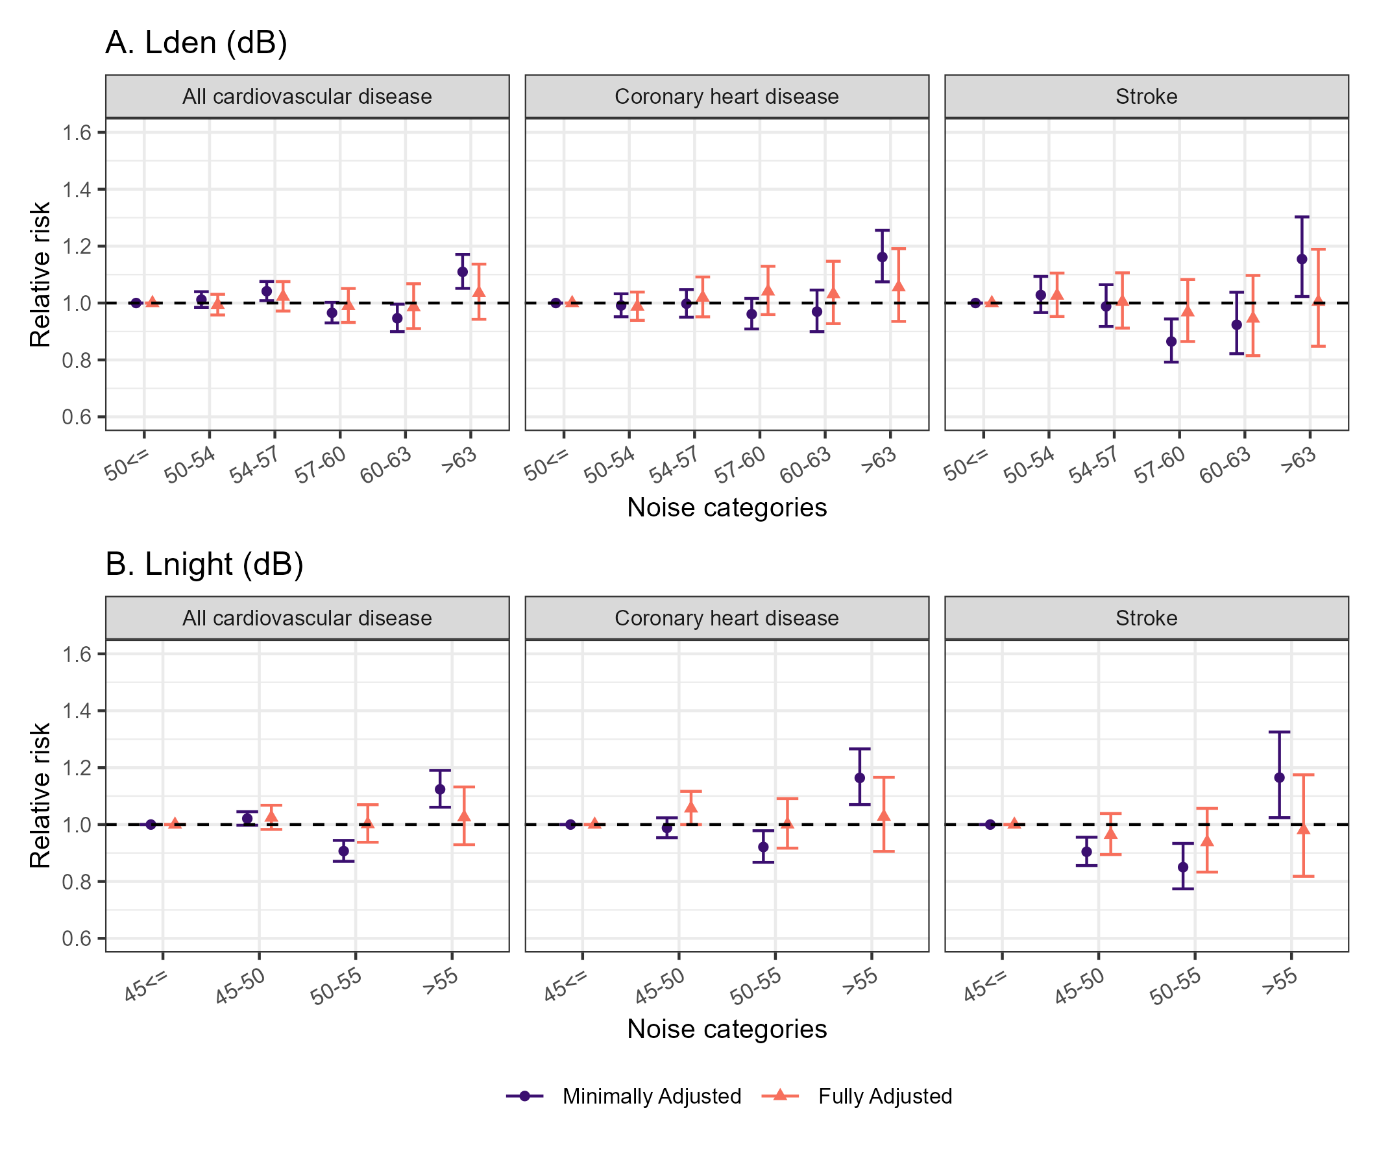 A. Lden (dB)
All cardiovascular disease
Coronary heart disease
Stroke
Relative risk
1.6
1.4
1.2
1.0
0.8
0.6
50<= 50-54 54-57 57-60 60-63 >63
50<= 50-54 54-57 57-60 60-63 >63
50<= 50-54 54-57 57-60 60-63 >63
Noise categories
B. Lnight (dB)
All cardiovascular disease
Coronary heart disease
Stroke
Relative risk
1.6
1.4
1.2
1.0
0.8
0.6
45<= 45-50 50-55 >55
45<= 45-50 50-55 >55
45<= 45-50 50-55 >55
Noise categories
Minimally Adjusted
Fully Adjusted